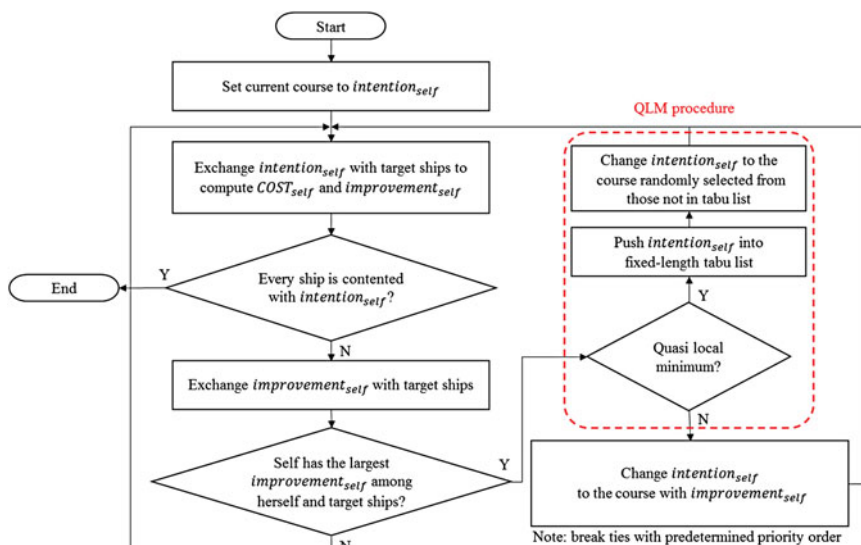 Start
Set current course to intention_self
QLM procedure
Exchange intention_self with target ships to
compute COST_self and improvement_self
Change intention_self to the
course randomly selected from
those not in tabu list
Push intention_self into
fixed-length tabu list
Y
Every ship is contented
with intention_self?
End
Y
N
Quasi local
minimum?
Exchange improvement_self with target ships
N
Self has the largest
improvement_self among
herself and target ships?
Y
Change intention_self
to the course with improvement_self
N
Note: break ties with predetermined priority order